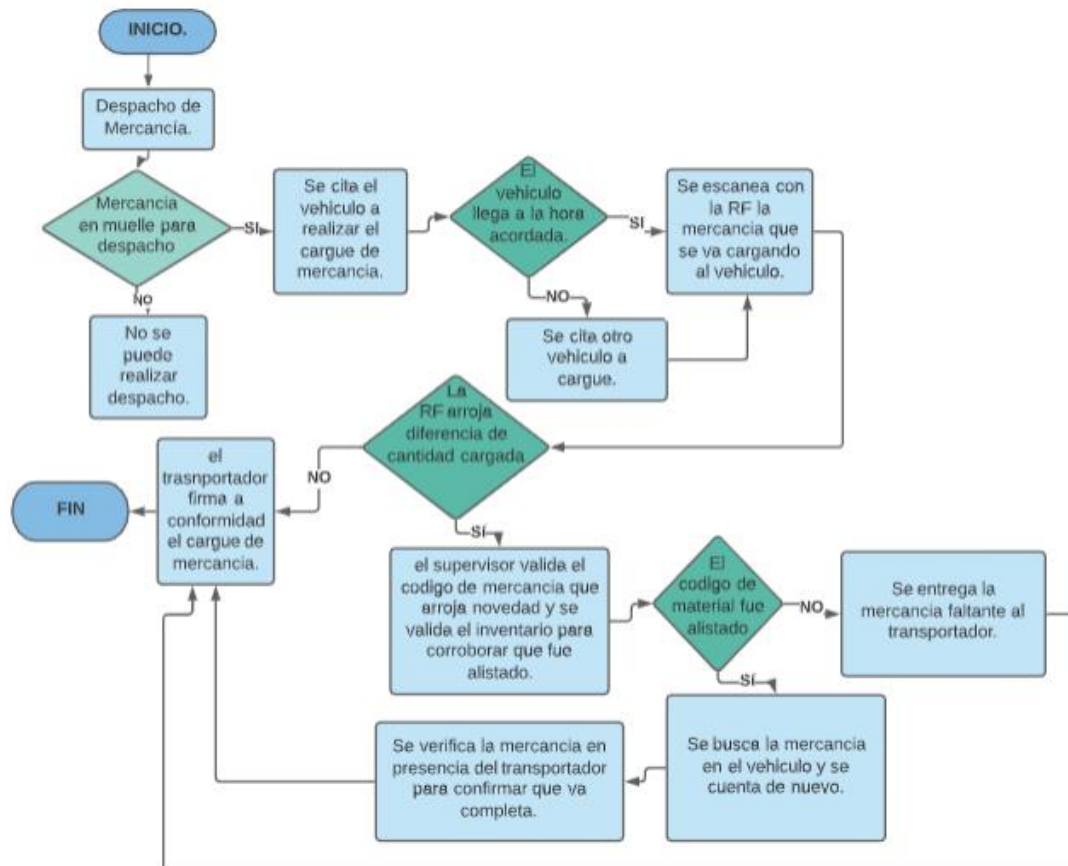 INICIO.
Despacho de
Mercancía.
Mercancia
en muelle para
despacho
SI
Se cita el
vehiculo a
realizar el
cargue de
mercancia.
El
vehiculo
llega a la hora
acordada.
SI
Se escanea con
la RF la
mercancia que
se va cargando
al vehiculo.
NO
No se
puede
realizar
despacho.
NO
Se cita otro
vehiculo a
cargue.
La
RF arroja
diferencia de
cantidad cargada
NO
el
trasnportador
firma a
conformidad
el cargue de
mercancia.
FIN
SÍ
el supervisor valida el
codigo de mercancia que
arroja novedad y se
valida el inventario para
corroborar que fue
alistado.
El
codigo de
material fue
alistado
NO
Se entrega la
mercancia faltante al
transportador.
SÍ
Se busca la mercancia
en el vehiculo y se
cuenta de nuevo.
Se verifica la mercancia en
presencia del transportador
para confirmar que va
completa.